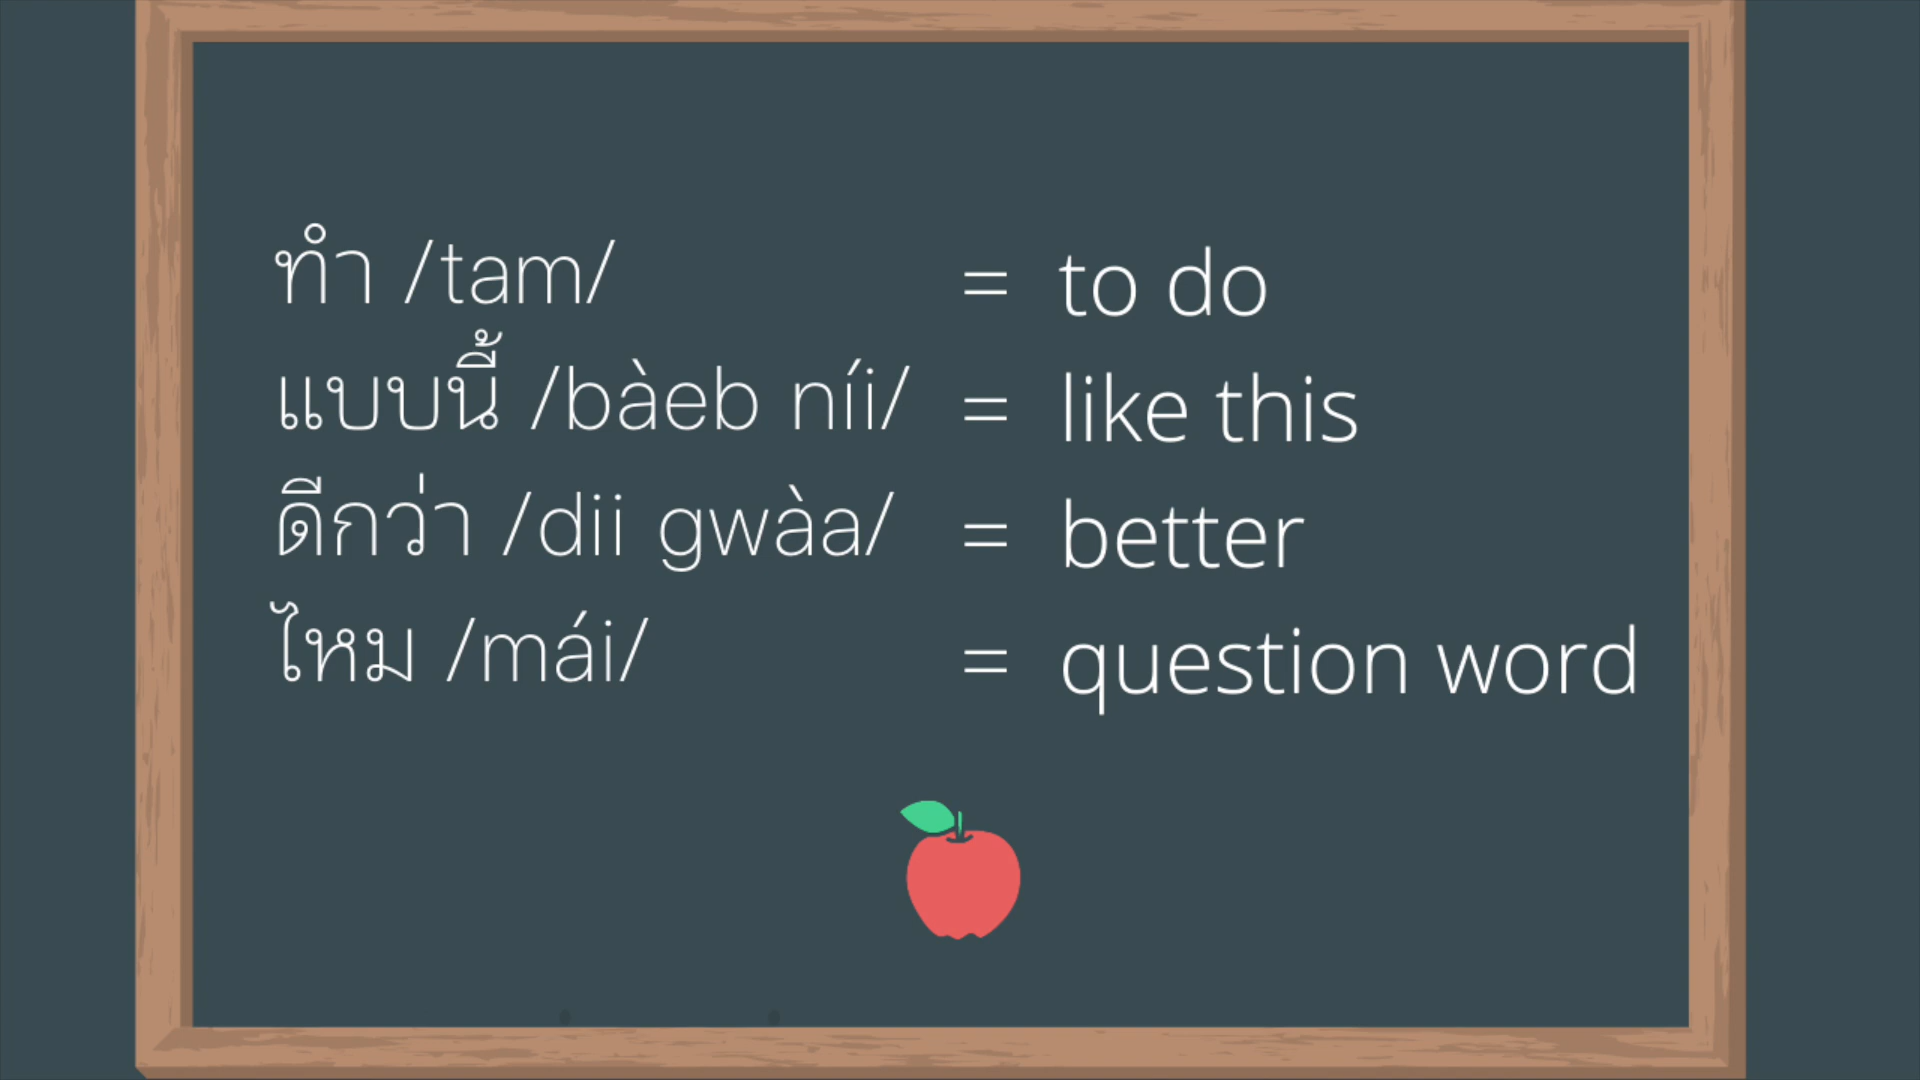 ทำ /tam/ = to do
แบบนี้ /bàeb níi/ = like this
ดีกว่า /dii gwàa/ = better
ไหม /mái/ = question word